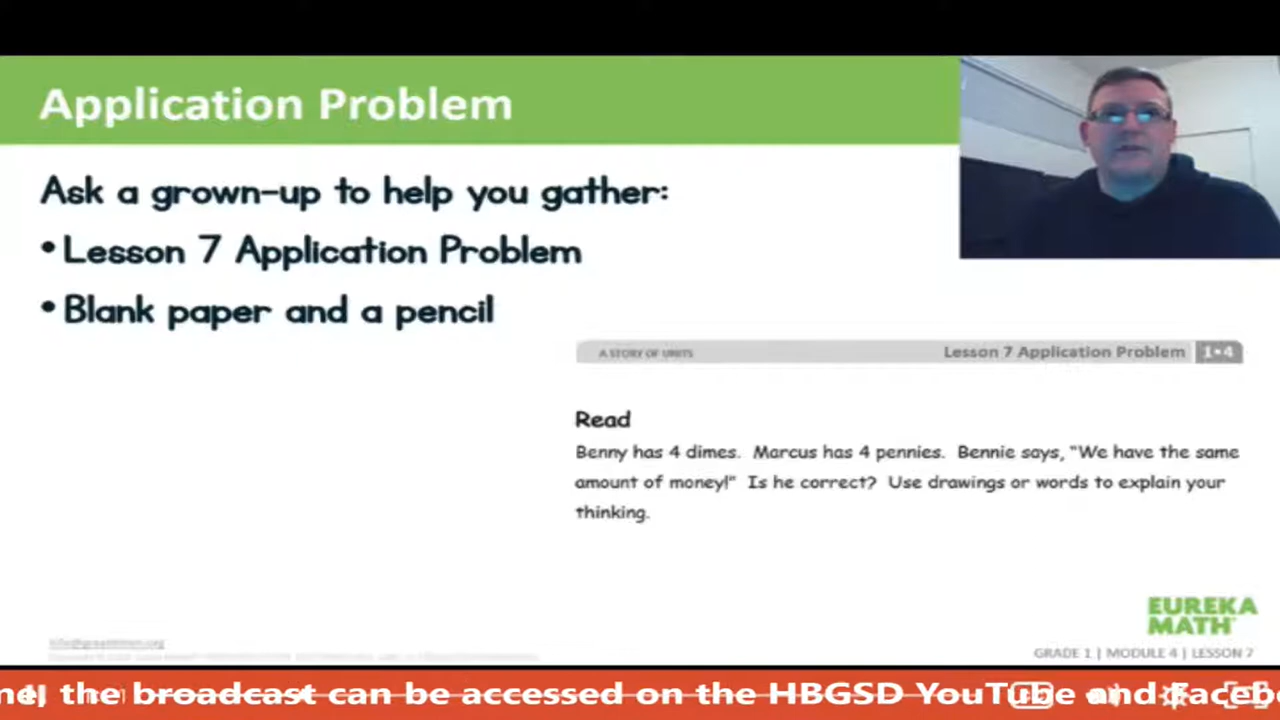 Application Problem
Ask a grown-up to help you gather:
• Lesson 7 Application Problem
• Blank paper and a pencil
A STORY OF UNITS
Lesson 7 Application Problem 1•4
Read
Benny has 4 dimes. Marcus has 4 pennies. Bennie says, “We have the same
amount of money!” Is he correct? Use drawings or words to explain your
thinking.
EUREKA
MATH
GRADE 1 | MODULE 4 | LESSON 7
the broadcast can be accessed on the HBGSD YouTube and